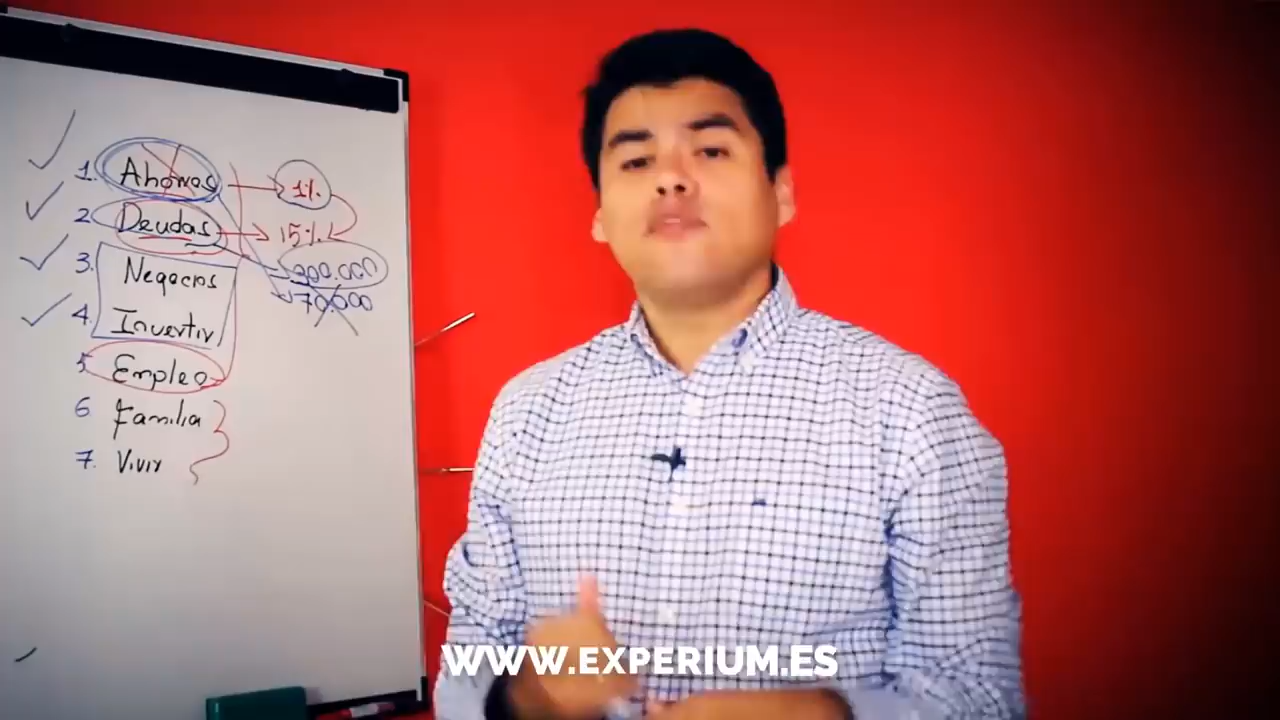 1. Ahorros 1%
2 Deudas 15%
3. Negocios 300.000
70.000
4. Invertir
5 Empleo
6 Familia
7. Vivir
WWW.EXPERIUM.ES